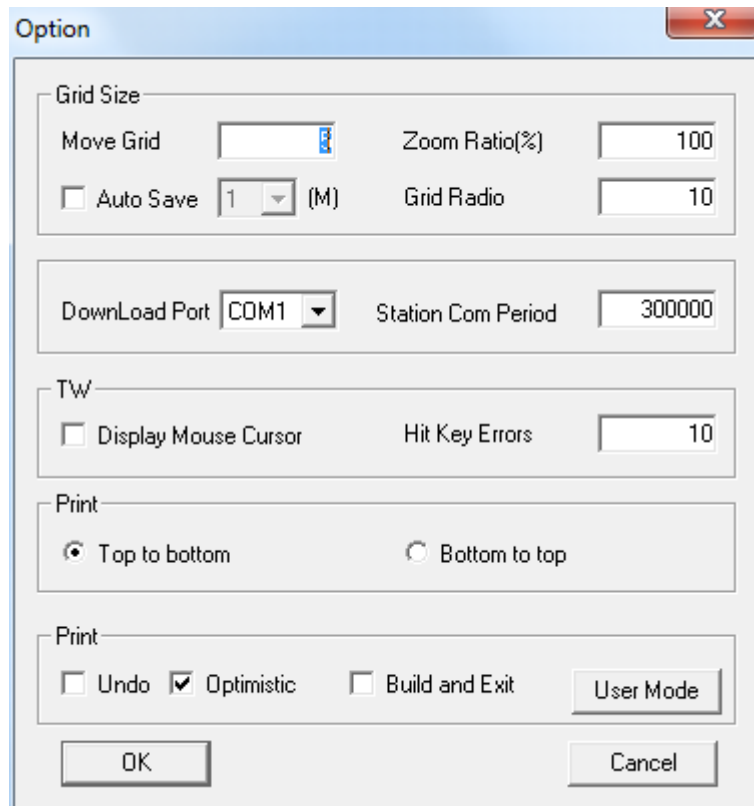 Option
Grid Size
Move Grid Zoom Ratio(%) 100
Auto Save 1 (M) Grid Radio 10
DownLoad Port COM1 Station Com Period 300000
TW
Display Mouse Cursor Hit Key Errors 10
Print
Top to bottom Bottom to top
Print
Undo Optimistic Build and Exit User Mode
OK Cancel